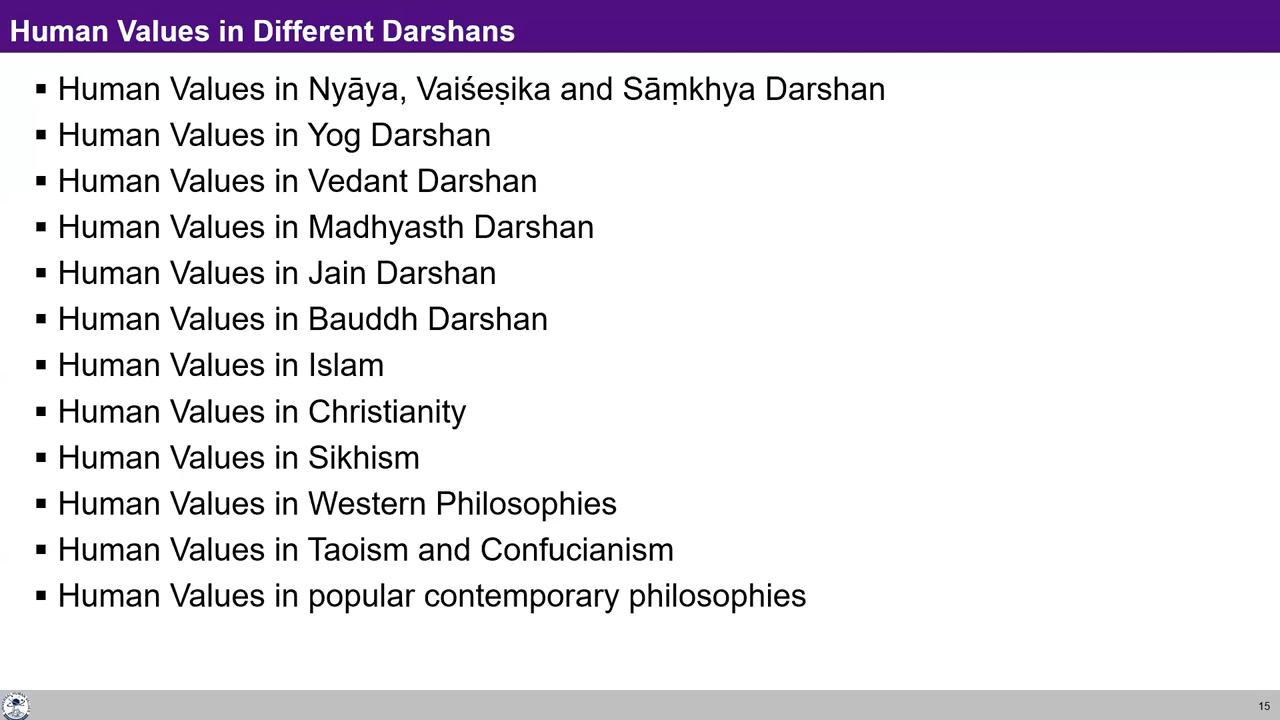 Human Values in Different Darshans
▪ Human Values in Nyāya, Vaiśeṣika and Sāṃkhya Darshan
▪ Human Values in Yog Darshan
▪ Human Values in Vedant Darshan
▪ Human Values in Madhyasth Darshan
▪ Human Values in Jain Darshan
▪ Human Values in Bauddh Darshan
▪ Human Values in Islam
▪ Human Values in Christianity
▪ Human Values in Sikhism
▪ Human Values in Western Philosophies
▪ Human Values in Taoism and Confucianism
▪ Human Values in popular contemporary philosophies
15